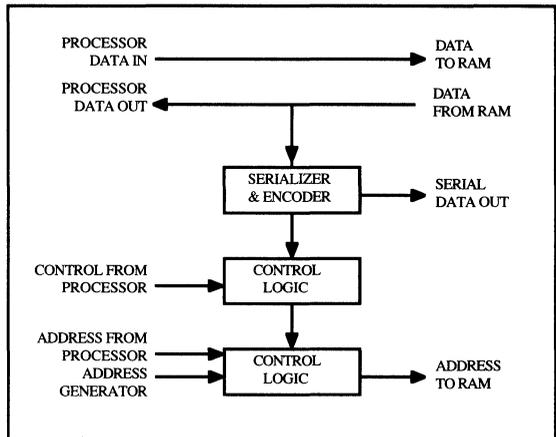 PROCESSOR
DATA IN
DATA
TO RAM
PROCESSOR
DATA OUT
DATA
FROM RAM
SERIALIZER
& ENCODER
SERIAL
DATA OUT
CONTROL FROM
PROCESSOR
CONTROL
LOGIC
ADDRESS FROM
PROCESSOR
ADDRESS
GENERATOR
CONTROL
LOGIC
ADDRESS
TO RAM